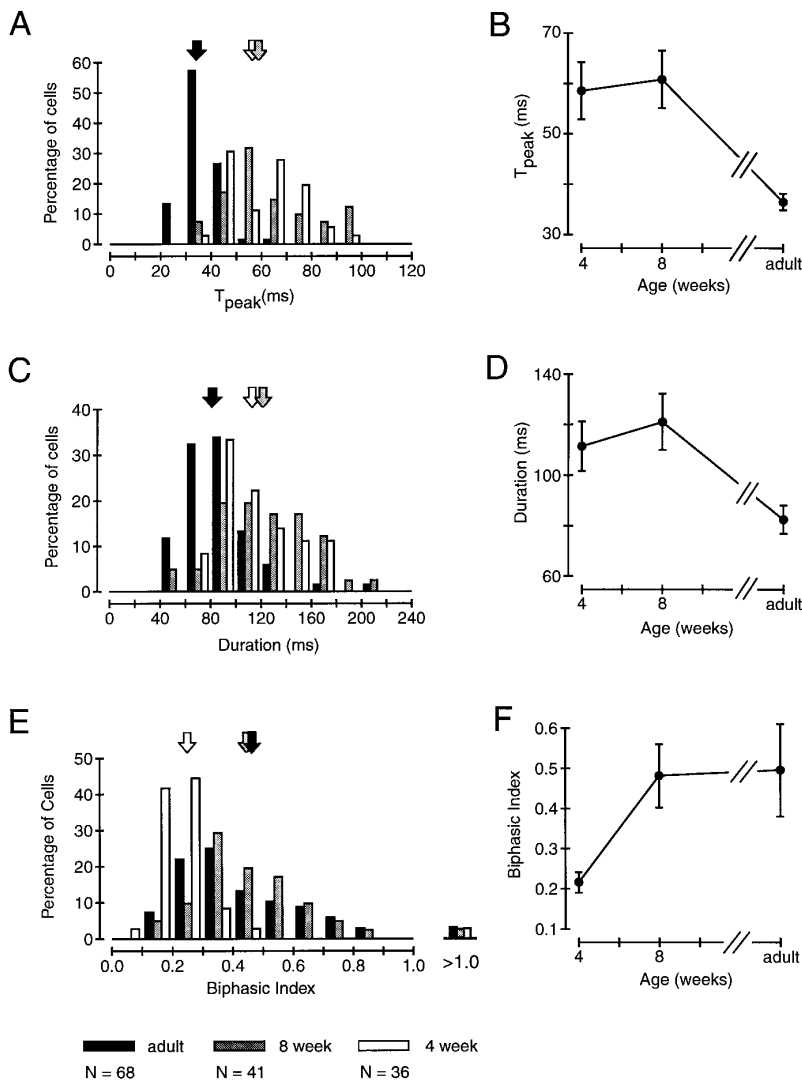 A
Percentage of cells
60
50
40
30
20
10
0
0 20 40 60 80 100 120
Tpeak(ms)
B
Tpeak (ms)
70
50
30
4 8 adult
Age (weeks)
C
Percentage of cells
40
30
20
10
0
0 40 80 120 160 200 240
Duration (ms)
D
Duration (ms)
140
100
60
4 8 adult
Age (weeks)
E
Percentage of Cells
50
40
30
20
10
0
0.0 0.2 0.4 0.6 0.8 1.0 >1.0
Biphasic Index
F
Biphasic Index
0.6
0.5
0.4
0.3
0.2
0.1
4 8 adult
Age (weeks)
adult 8 week 4 week
N = 68 N = 41 N = 36